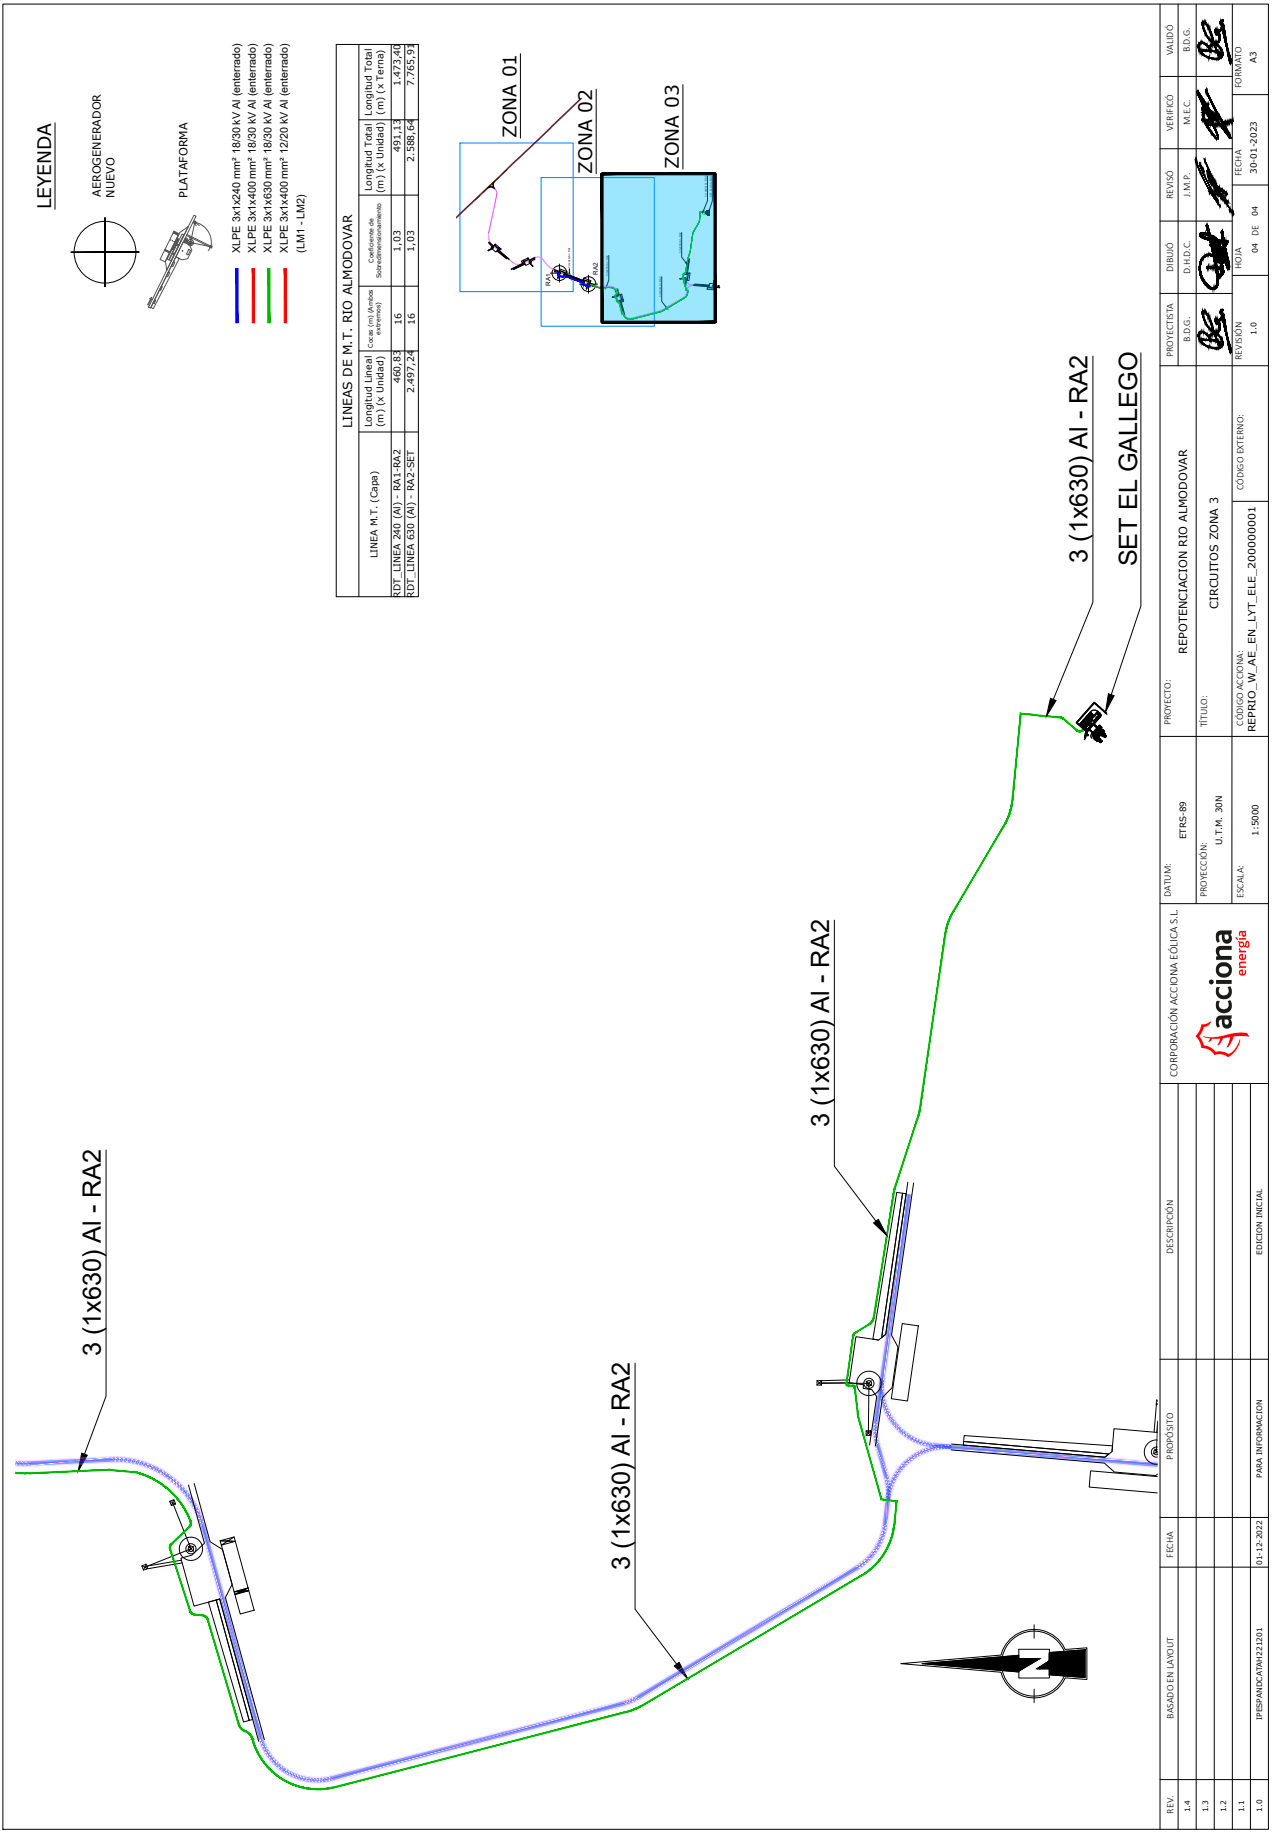 LEYENDA
AEROGENERADOR
NUEVO
PLATAFORMA
XLPE 3x1x240 mm² 18/30 kV Al (enterrado)
XLPE 3x1x400 mm² 18/30 kV Al (enterrado)
XLPE 3x1x630 mm² 18/30 kV Al (enterrado)
XLPE 3x1x400 mm² 12/20 kV Al (enterrado)
(LM1 - LM2)
LINEAS DE M.T. RIO ALMODOVAR
LINEA M.T. (Capa)
Longitud Lineal
(m) (x Unidad)
Cocas (m) (Ambos
extremos)
Coeficiente de
Sobredimensionamiento
Longitud Total
(m) (x Unidad)
Longitud Total
(m) (x Terna)
RDT_LINEA 240 (Al) - RA1-RA2 460,83 16 1,03 491,13 1.473,40
RDT_LINEA 630 (Al) - RA2-SET 2.497,24 16 1,03 2.588,64 7.765,91
ZONA 01
ZONA 02
ZONA 03
RA1
RA2
3 (1x630) Al - RA2
3 (1x630) Al - RA2
3 (1x630) Al - RA2
3 (1x630) Al - RA2
SET EL GALLEGO
N
REV. BASADO EN LAYOUT FECHA PROPÓSITO DESCRIPCIÓN
1.4
1.3
1.2
1.1
1.0 IPESPANDCATAH221201 01-12-2022 PARA INFORMACION EDICION INICIAL
CORPORACIÓN ACCIONA EÓLICA S.L.
acciona
energía
DATUM:
ETRS-89
PROYECCIÓN:
U.T.M. 30N
ESCALA:
1:5000
PROYECTO:
REPOTENCIACION RIO ALMODOVAR
TÍTULO:
CIRCUITOS ZONA 3
CÓDIGO ACCIONA:
REPRIO_W_AE_EN_LYT_ELE_200000001
CÓDIGO EXTERNO:
PROYECTISTA DIBUJÓ REVISÓ VERIFICÓ VALIDÓ
B.D.G. D.H.D.C. J.M.P. M.E.C. B.D.G.
REVISIÓN HOJA FECHA FORMATO
1.0 04 DE 04 30-01-2023 A3